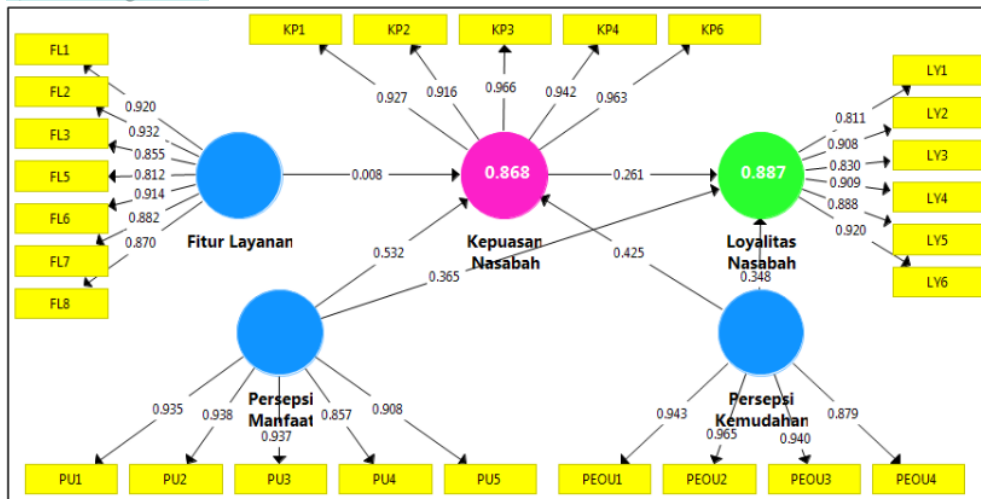 KP1 KP2 KP3 KP4 KP6
FL1
FL2
FL3
FL5
FL6
FL7
FL8
0.920
0.932
0.855
0.812
0.914
0.882
0.870
0.927
0.916
0.966
0.942
0.963
LY1
LY2
LY3
LY4
LY5
LY6
0.811
0.908
0.830
0.909
0.888
0.920
0.008
0.868
0.261
0.887
Fitur Layanan
Kepuasan
Nasabah
Loyalitas
Nasabah
0.532
0.365
0.425
0.348
Persepsi
Manfaat
Persepsi
Kemudahan
0.935
0.938
0.937
0.857
0.908
0.943
0.965
0.940
0.879
PU1 PU2 PU3 PU4 PU5
PEOU1 PEOU2 PEOU3 PEOU4